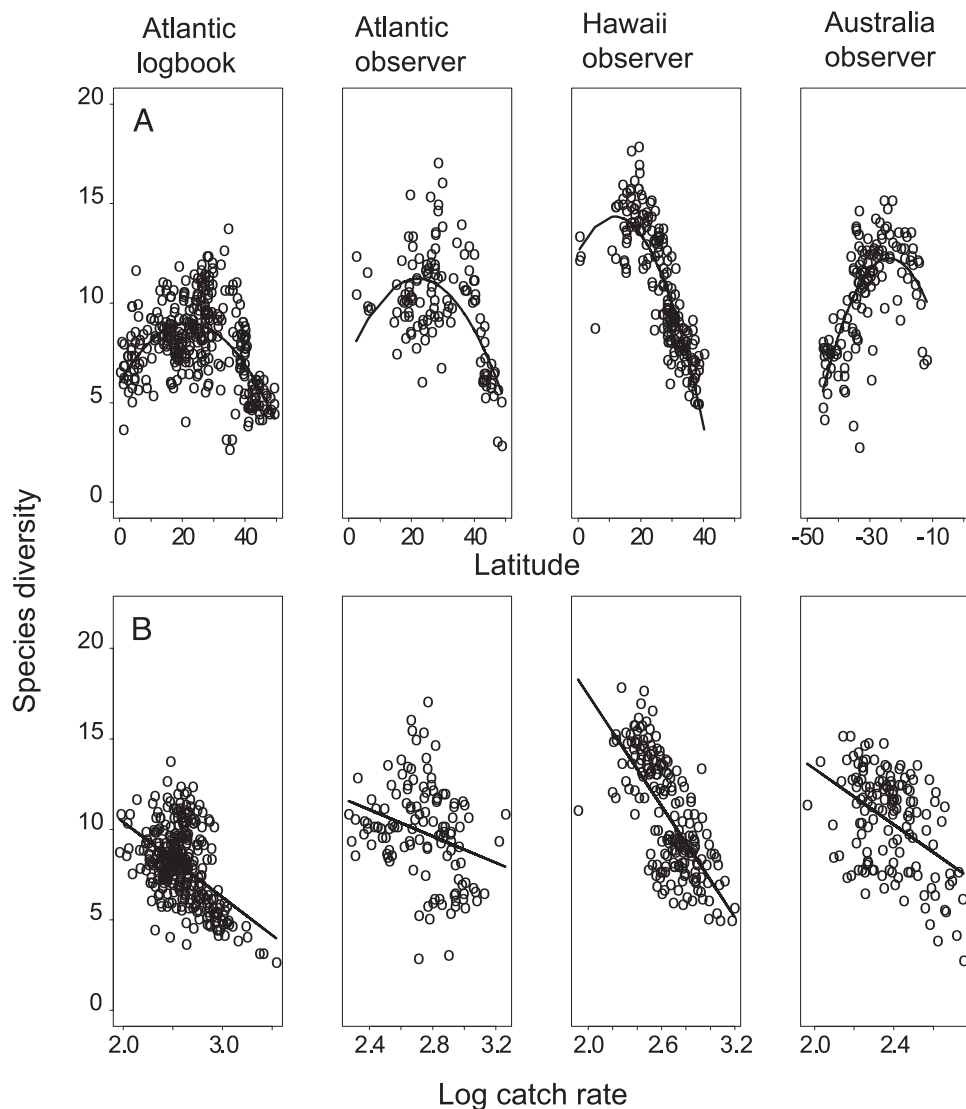 Atlantic logbook
Atlantic observer
Hawaii observer
Australia observer
A
20
15
10
5
0
0 20 40
0 20 40
0 20 40
-50 -30 -10
Latitude
Species diversity
B
20
15
10
5
0
2.0 3.0
2.4 2.8 3.2
2.0 2.6 3.2
2.0 2.4
Log catch rate